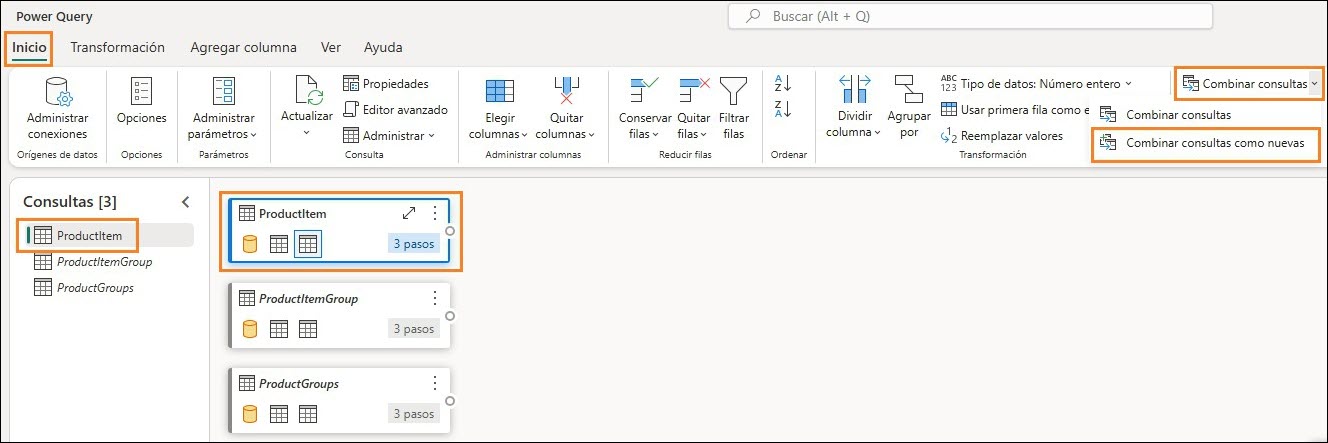 Power Query
Buscar (Alt + Q)
Inicio Transformación Agregar columna Ver Ayuda
Administrar conexiones
Orígenes de datos
Opciones
Opciones
Administrar parámetros
Parámetros
Actualizar
Propiedades
Editor avanzado
Administrar
Consulta
Elegir columnas
Quitar columnas
Administrar columnas
Conservar filas
Quitar filas
Filtrar filas
Reducir filas
A
Z
Z
A
Ordenar
Dividir columna
Agrupar por
ABC
123
Tipo de datos: Número entero
Usar primera fila como e
1
2
Reemplazar valores
Transformación
Combinar consultas
Combinar consultas
Combinar consultas como nuevas
Consultas [3]
ProductItem
ProductItemGroup
ProductGroups
ProductItem
3 pasos
ProductItemGroup
3 pasos
ProductGroups
3 pasos